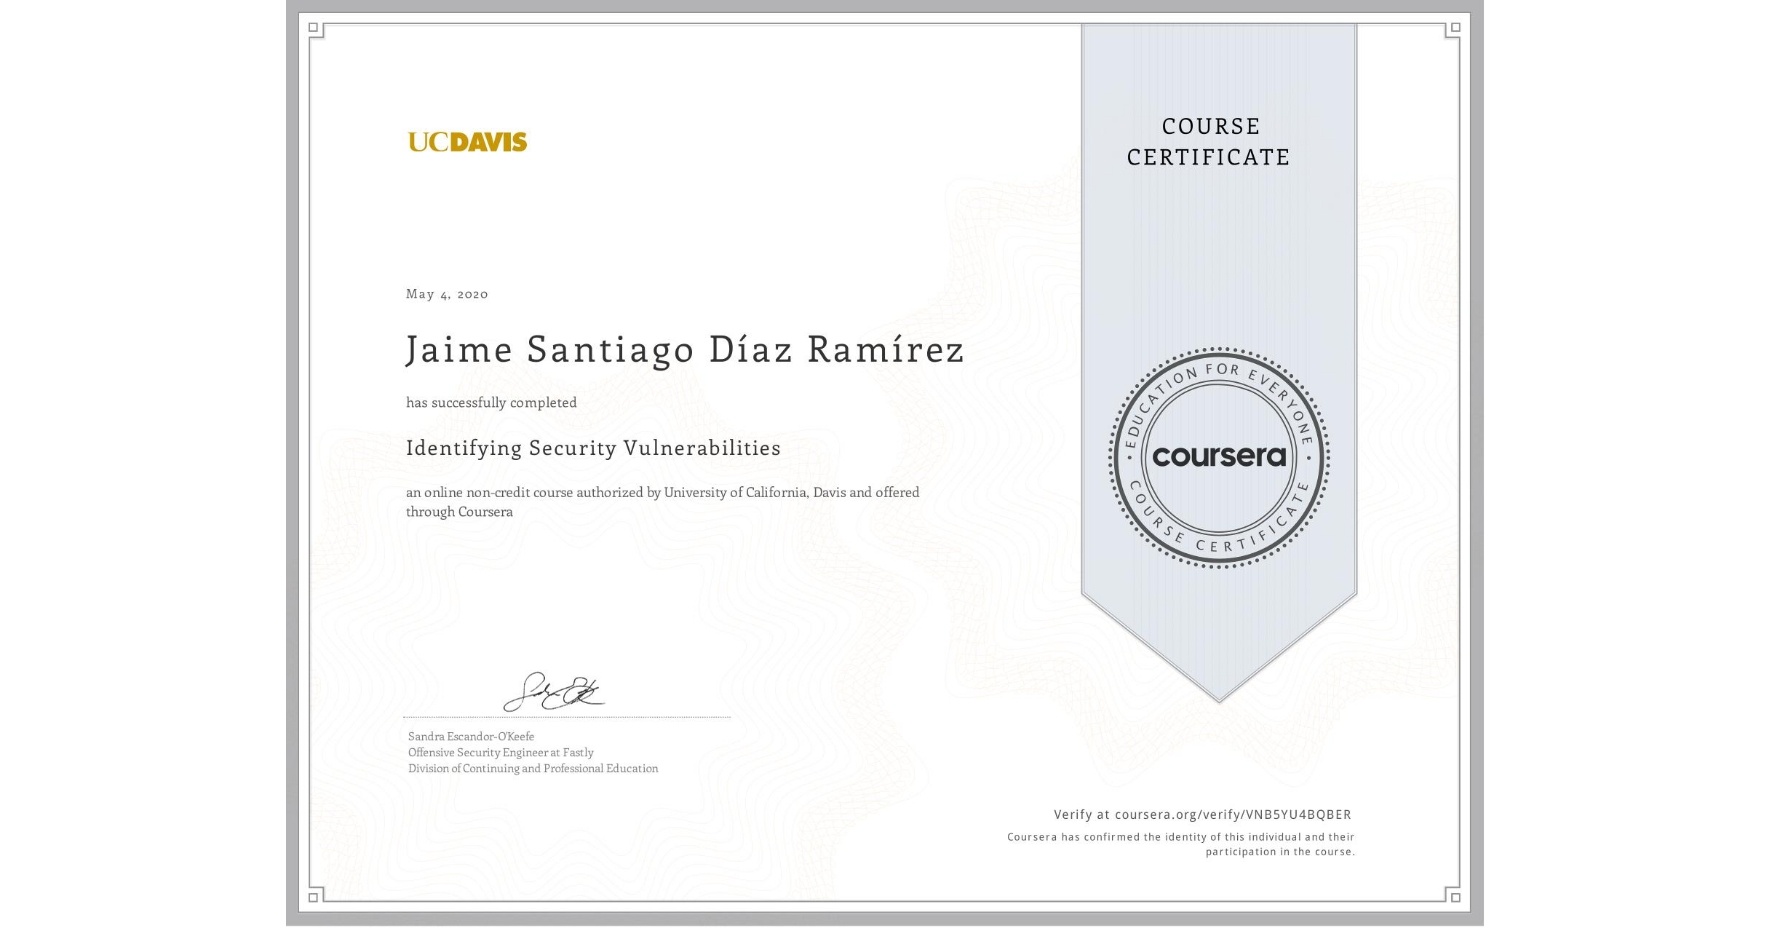 UCDAVIS
COURSE
CERTIFICATE
May 4, 2020
Jaime Santiago Díaz Ramírez
has successfully completed
Identifying Security Vulnerabilities
an online non-credit course authorized by University of California, Davis and offered
through Coursera
EDUCATION FOR EVERYONE
coursera
COURSE CERTIFICATE
Sandra Escandor-O'Keefe
Offensive Security Engineer at Fastly
Division of Continuing and Professional Education
Verify at coursera.org/verify/VNB5YU4BQBER
Coursera has confirmed the identity of this individual and their
participation in the course.